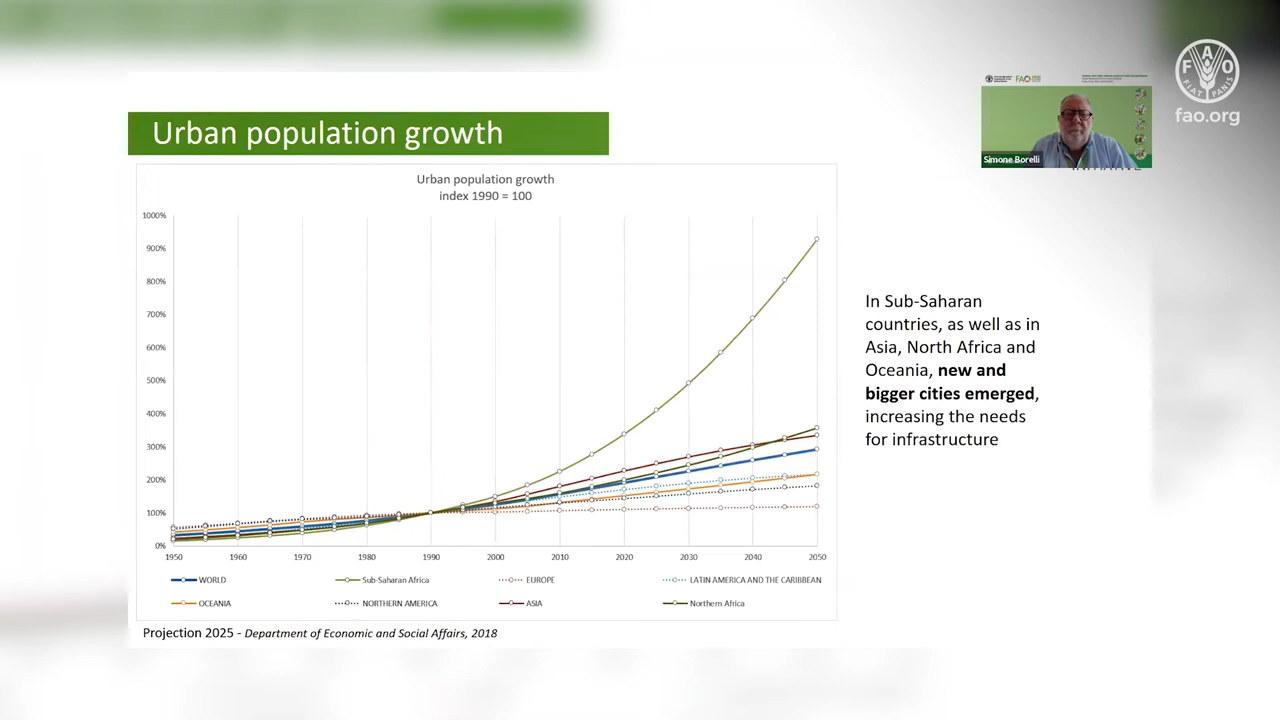 FAO
FIAT PANIS
fao.org
Urban population growth
Simone Borelli
Urban population growth
index 1990 = 100
1000%
900%
800%
700%
600%
500%
400%
300%
200%
100%
0%
1950 1960 1970 1980 1990 2000 2010 2020 2030 2040 2050
WORLD Sub-Saharan Africa EUROPE LATIN AMERICA AND THE CARIBBEAN
OCEANIA NORTHERN AMERICA ASIA Northern Africa
Projection 2025 - Department of Economic and Social Affairs, 2018
In Sub-Saharan
countries, as well as in
Asia, North Africa and
Oceania, new and
bigger cities emerged,
increasing the needs
for infrastructure